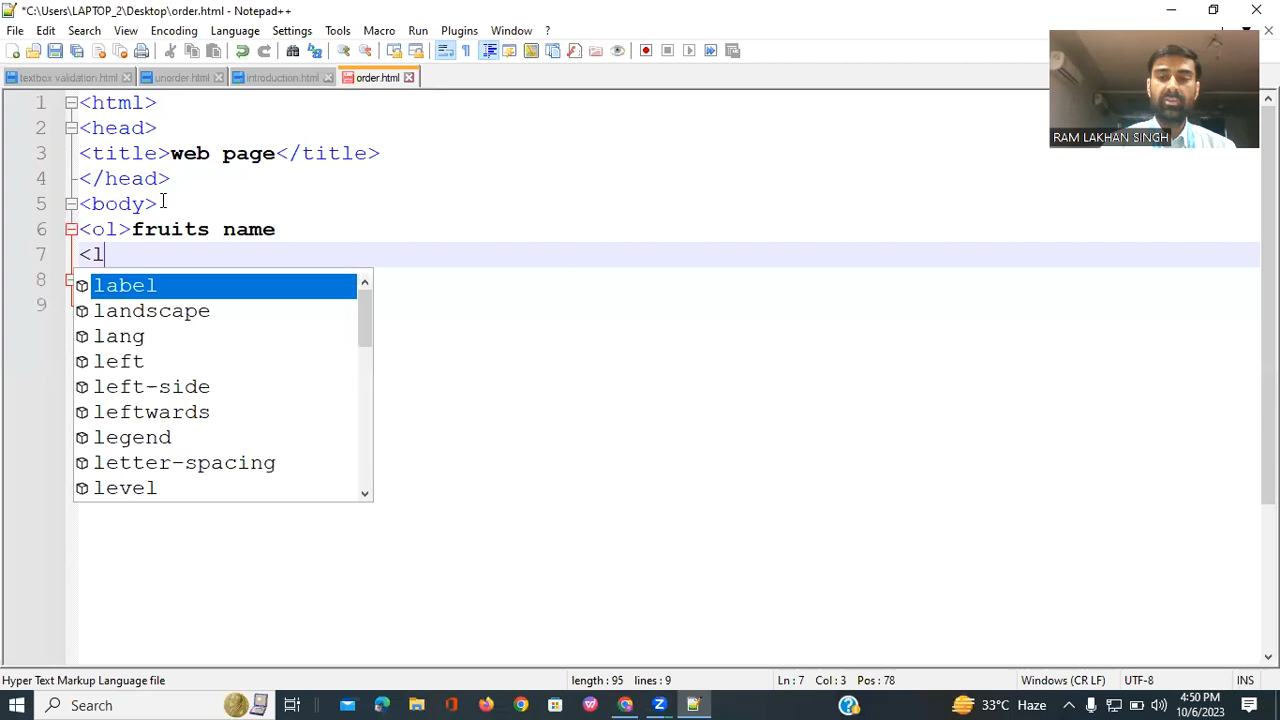 *C:\Users\LAPTOP_2\Desktop\order.html - Notepad++
File Edit Search View Encoding Language Settings Tools Macro Run Plugins Window ?
textbox validation.html unorder.html introduction.html order.html
1 <html>
2 <head>
3 <title>web page</title>
4 </head>
5 <body>
6 <ol>fruits name
7 <l
8
9
label
landscape
lang
left
left-side
leftwards
legend
letter-spacing
level
RAM LAKHAN SINGH
Hyper Text Markup Language file length : 95 lines : 9 Ln : 7 Col : 3 Pos : 78 Windows (CR LF) UTF-8 INS
Search 33°C Haze 4:50 PM
10/6/2023